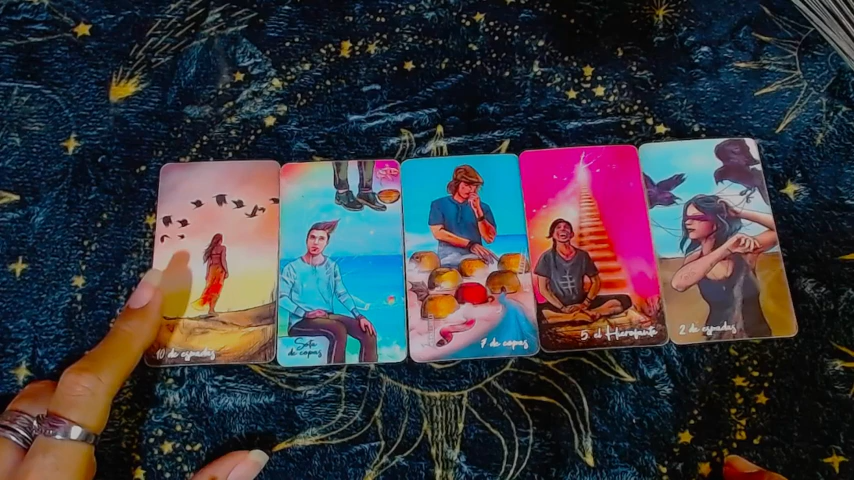 10 de espadas
Sota
de copas
7 de copas
5 el Hierofante
2 de espadas